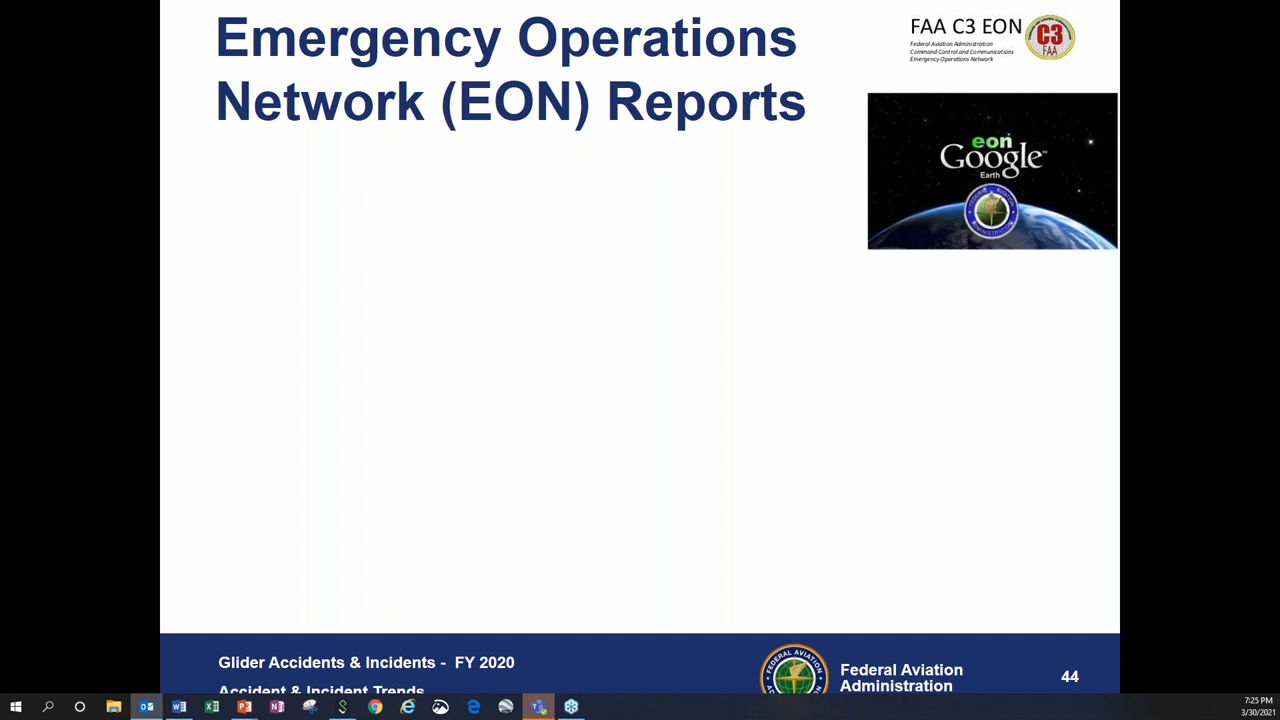 Emergency Operations
Network (EON) Reports
FAA C3 EON
Federal Aviation Administration
Command Control and Communications
Emergency Operations Network
C3
FAA
eon
Google
Earth
Glider Accidents & Incidents - FY 2020
Accident & Incident Trends
FEDERAL AVIATION
Federal Aviation
Administration
44
7:25 PM
3/30/2021